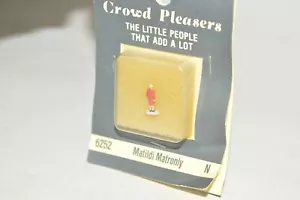 Crowd Pleasers
THE LITTLE PEOPLE
THAT ADD A LOT
6252 Matildi Matronly N